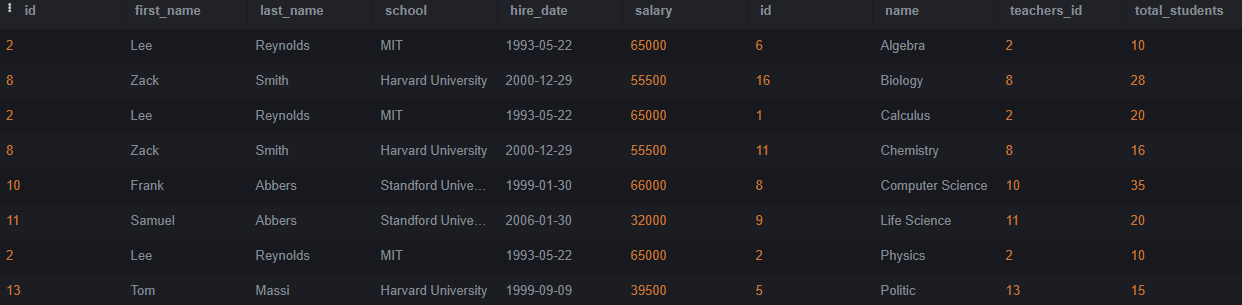 id first_name last_name school hire_date salary id name teachers_id total_students
2 Lee Reynolds MIT 1993-05-22 65000 6 Algebra 2 10
8 Zack Smith Harvard University 2000-12-29 55500 16 Biology 8 28
2 Lee Reynolds MIT 1993-05-22 65000 1 Calculus 2 20
8 Zack Smith Harvard University 2000-12-29 55500 11 Chemistry 8 16
10 Frank Abbers Standford Unive... 1999-01-30 66000 8 Computer Science 10 35
11 Samuel Abbers Standford Unive... 2006-01-30 32000 9 Life Science 11 20
2 Lee Reynolds MIT 1993-05-22 65000 2 Physics 2 10
13 Tom Massi Harvard University 1999-09-09 39500 5 Politic 13 15